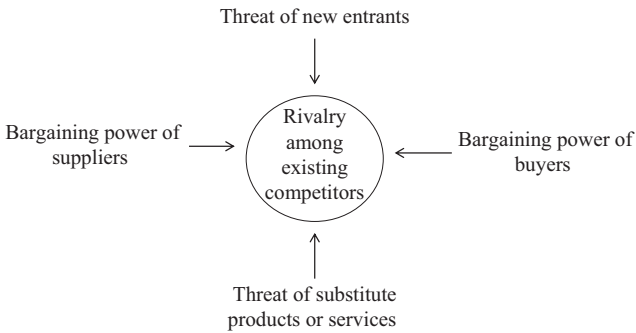 Threat of new entrants
Rivalry
among
existing
competitors
Bargaining power of
suppliers
Bargaining power of
buyers
Threat of substitute
products or services